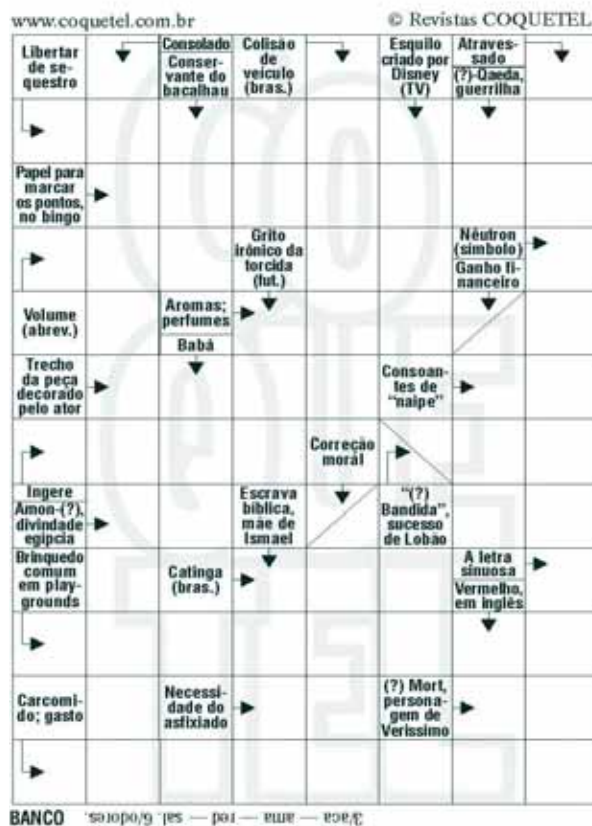 www.coquetel.com.br © Revistas COQUETEL
Libertar
de se-
questro
Consolado
Conser-
vante do
bacalhau
Colisão
de
veículo
(bras.)
Esquilo
criado por
Disney
(TV)
Atraves-
sado
(?)-Qaeda,
guerrilha
Papel para
marcar
os pontos,
no bingo
Grito
irônico da
torcida
(fut.)
Nêutron
(símbolo)
Ganho fi-
nanceiro
Volume
(abrev.)
Aromas;
perfumes
Babá
Trecho
da peça
decorado
pelo ator
Consoan-
tes de
"naipe"
Correção
moral
Ingere
Amon-(?),
divindade
egípcia
Escrava
bíblica,
mãe de
Ismael
"(?)
Bandida",
sucesso
de Lobão
Brinquedo
comum
em play-
grounds
Catinga
(bras.)
A letra
sinuosa
Vermelho,
em inglês
Carcomi-
do; gasto
Necessi-
dade do
asfixiado
(?) Mort,
persona-
gem de
Verissimo
BANCO 3/aca — ama — red — sal. 6/odores.